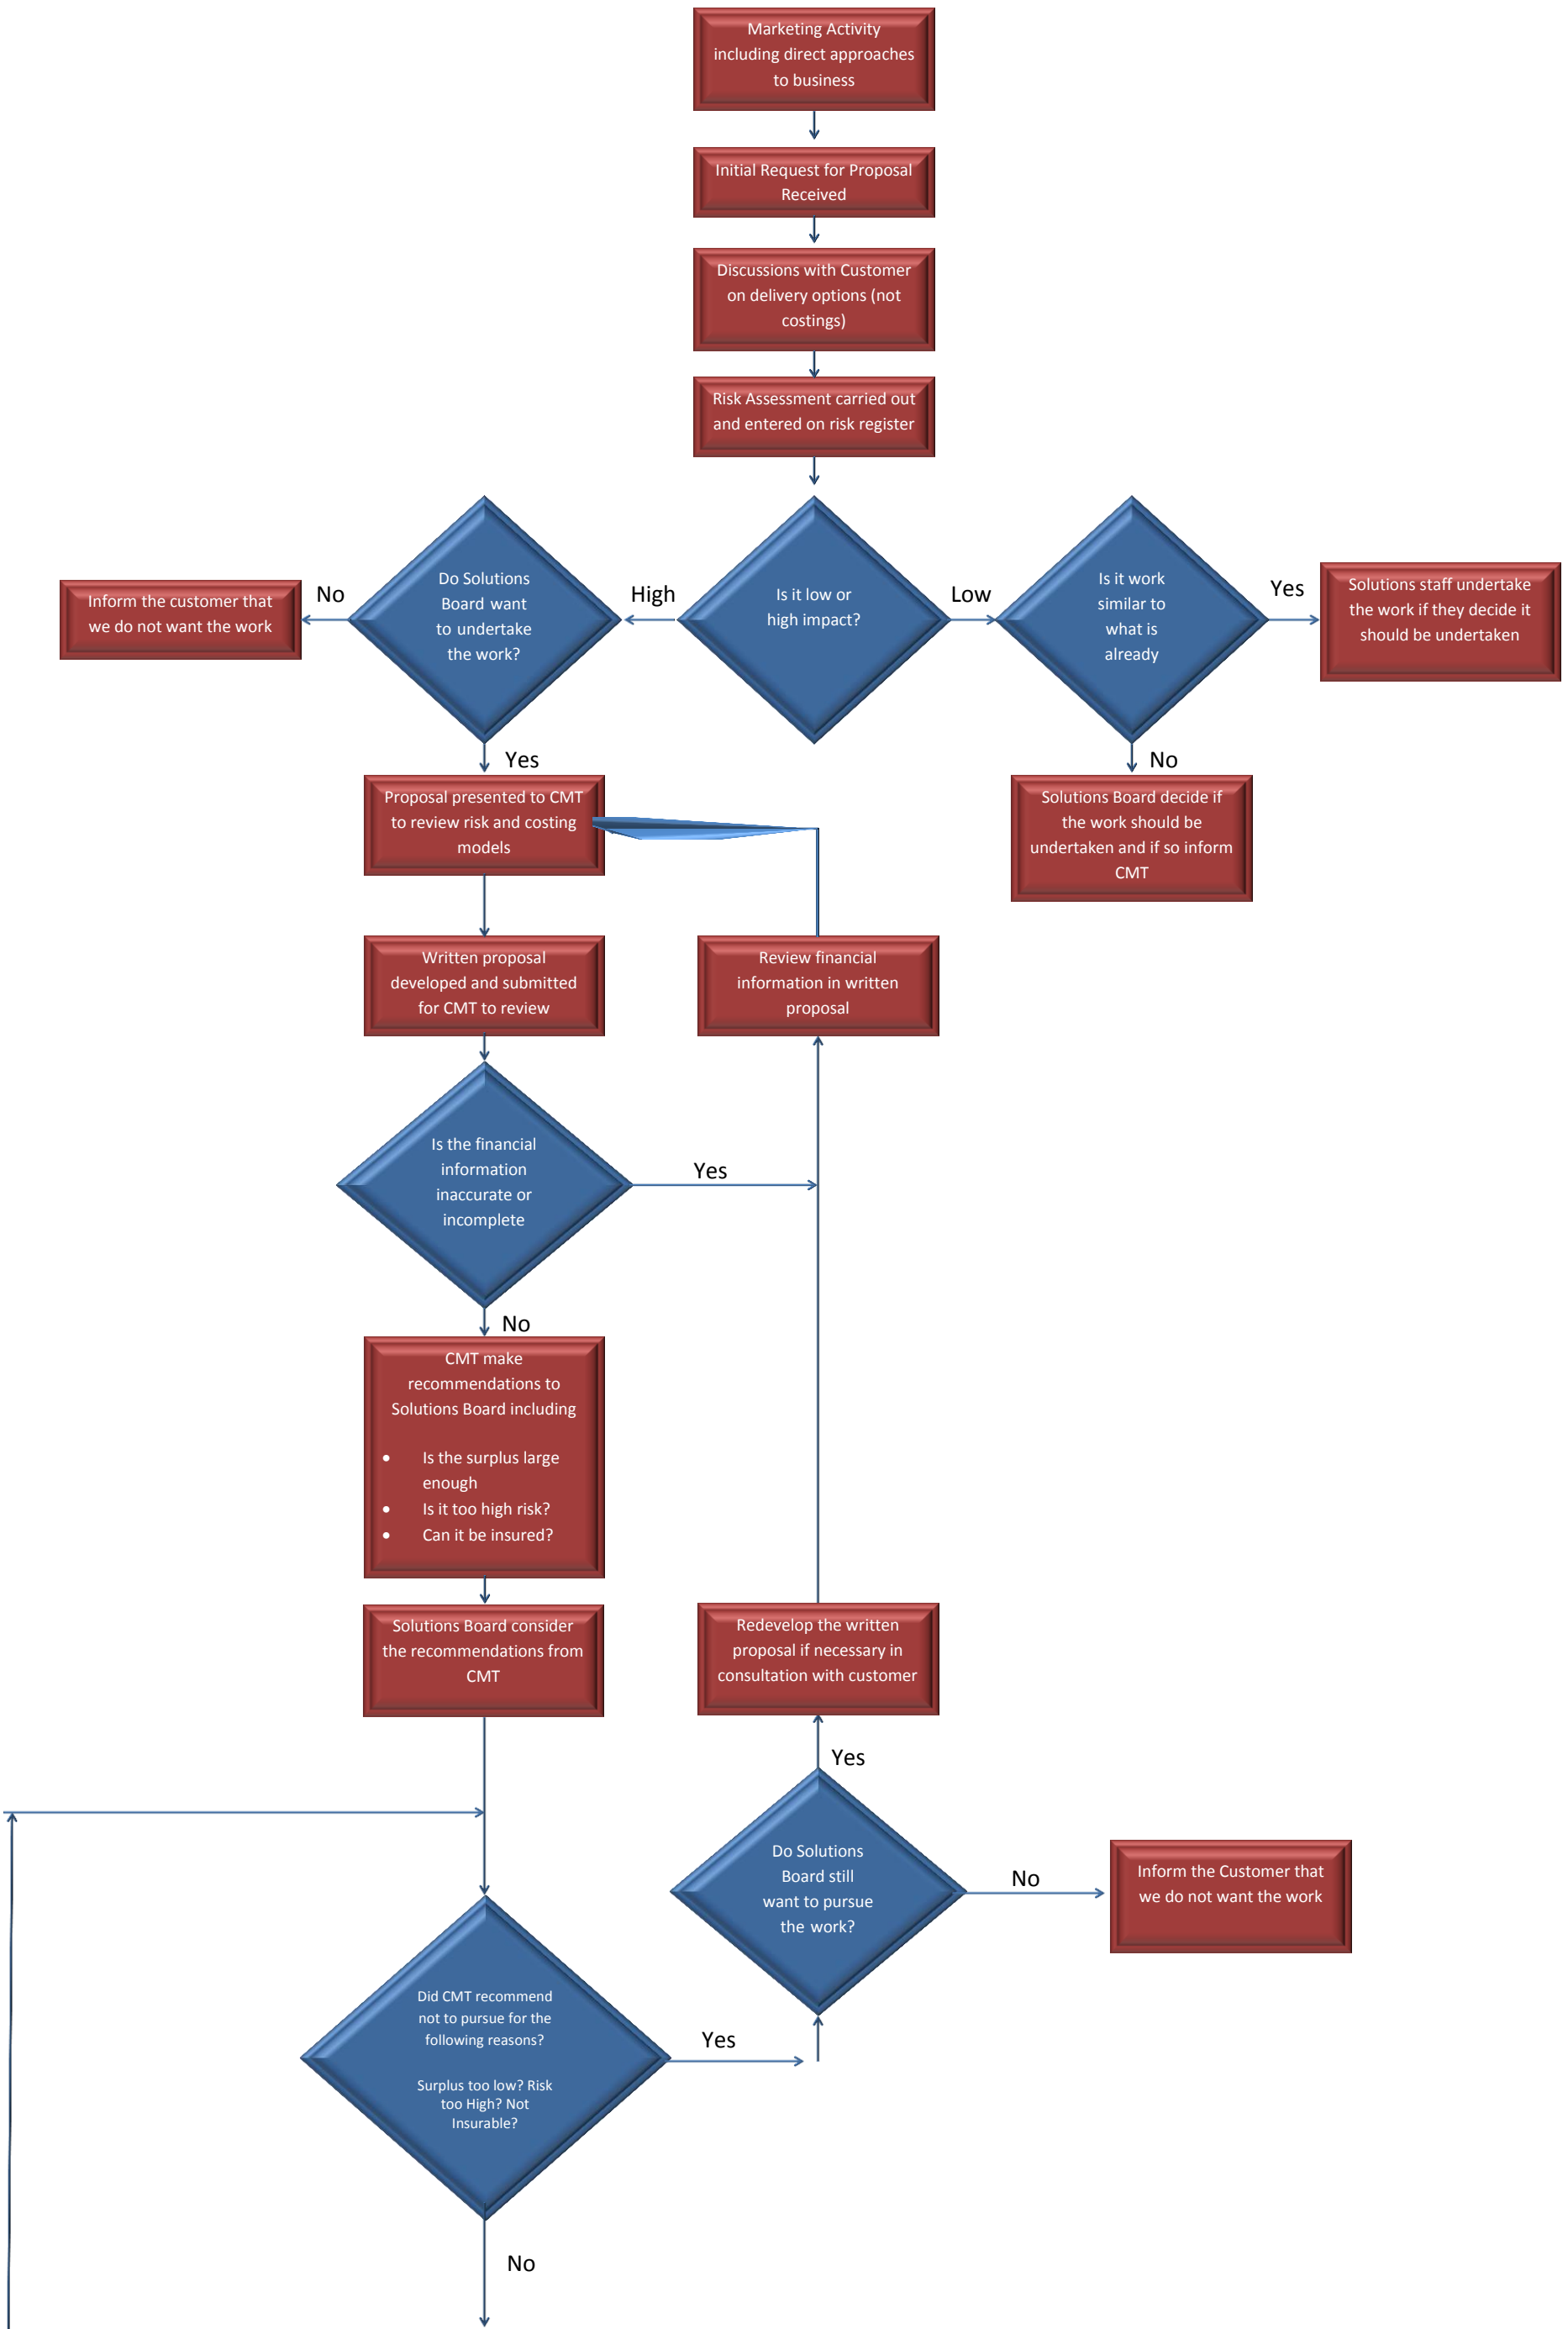 Marketing Activity
including direct approaches
to business
Initial Request for Proposal
Received
Discussions with Customer
on delivery options (not
costings)
Risk Assessment carried out
and entered on risk register
Inform the customer that
we do not want the work
No
Do Solutions
Board want
to undertake
the work?
High
Is it low or
high impact?
Low
Is it work
similar to
what is
already
Yes
Solutions staff undertake
the work if they decide it
should be undertaken
Yes
No
Proposal presented to CMT
to review risk and costing
models
Solutions Board decide if
the work should be
undertaken and if so inform
CMT
Written proposal
developed and submitted
for CMT to review
Review financial
information in written
proposal
Is the financial
information
inaccurate or
incomplete
Yes
No
CMT make
recommendations to
Solutions Board including
• Is the surplus large
enough
• Is it too high risk?
• Can it be insured?
Solutions Board consider
the recommendations from
CMT
Redevelop the written
proposal if necessary in
consultation with customer
Yes
Do Solutions
Board still
want to pursue
the work?
No
Inform the Customer that
we do not want the work
Did CMT recommend
not to pursue for the
following reasons?
Surplus too low? Risk
too High? Not
Insurable?
Yes
No